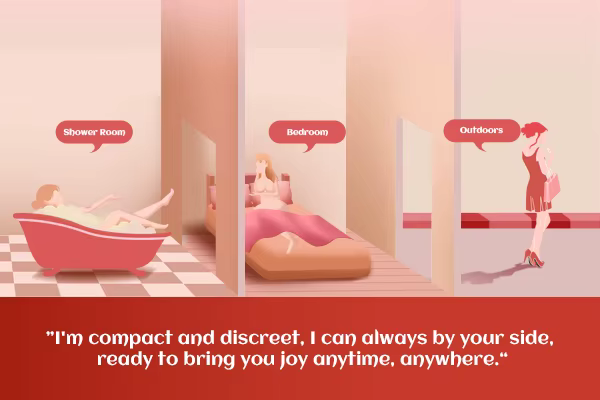 Shower Room
Bedroom
Outdoors
”I'm compact and discreet, I can always by your side,
ready to bring you joy anytime, anywhere.“